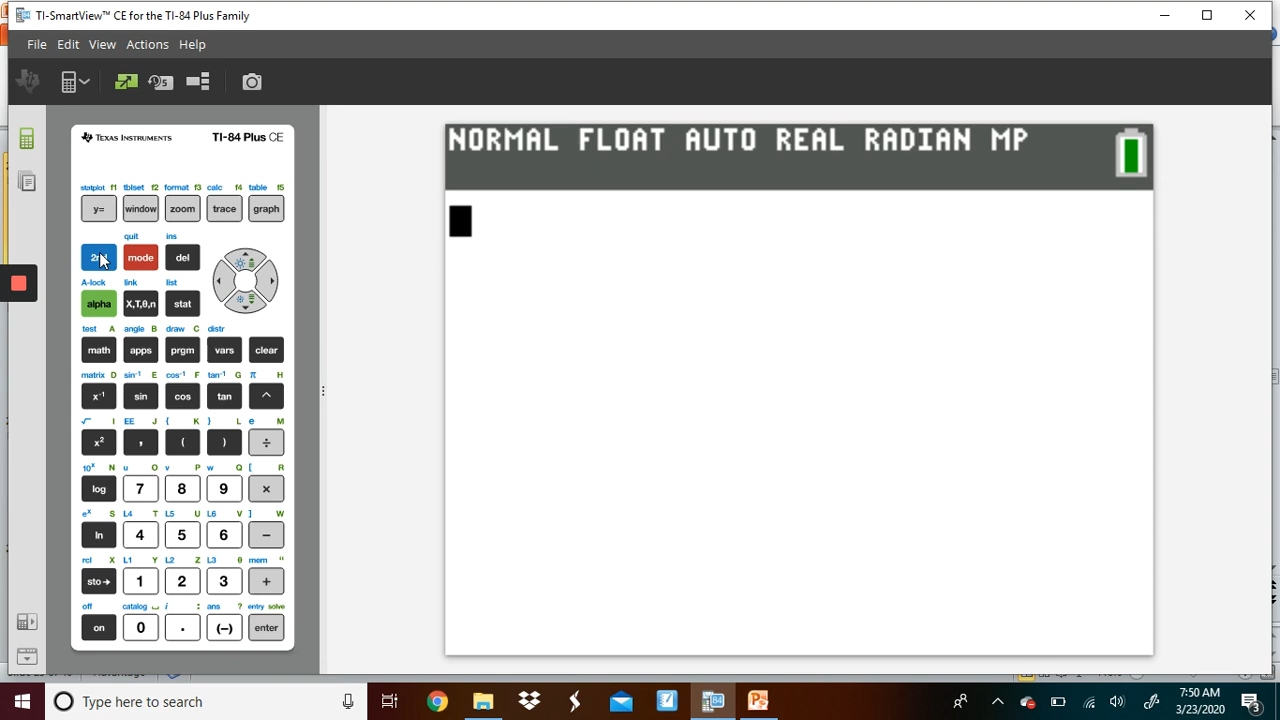 TI-SmartView™ CE for the TI-84 Plus Family
File Edit View Actions Help
TEXAS INSTRUMENTS TI-84 Plus CE
statplot f1 tblset f2 format f3 calc f4 table f5
y= window zoom trace graph
quit ins
mode del
A-lock link list
alpha X,T,θ,n stat
test A angle B draw C distr
math apps prgm vars clear
matrix D sin⁻¹ E cos⁻¹ F tan⁻¹ G π H
x⁻¹ sin cos tan ^
√ I EE J { K } L e M
x² , ( ) ÷
10ˣ N u O v P w Q [ R
log 7 8 9 ×
eˣ S L4 T L5 U L6 V ] W
ln 4 5 6 −
rcl X L1 Y L2 Z L3 θ mem "
sto→ 1 2 3 +
off catalog ⎵ i : ans ? entry solve
on 0 . (−) enter
NORMAL FLOAT AUTO REAL RADIAN MP
Type here to search
7:50 AM
3/23/2020
3